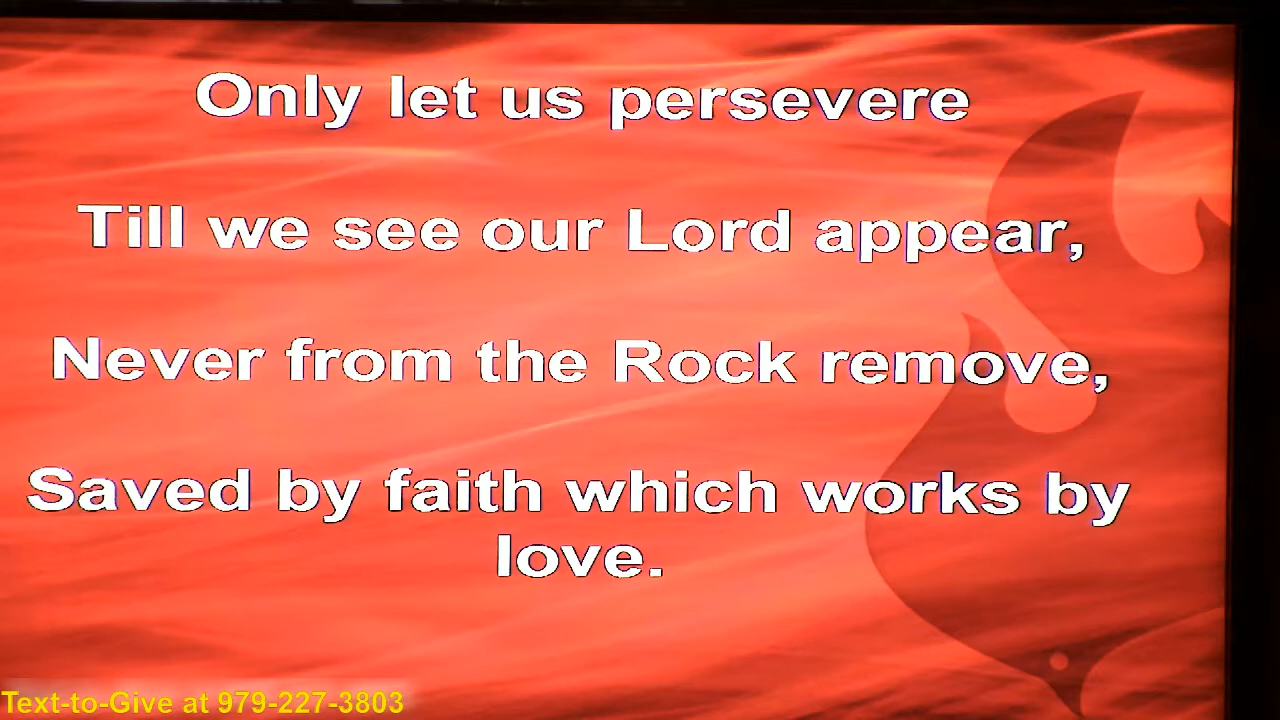 Only let us persevere
Till we see our Lord appear,
Never from the Rock remove,
Saved by faith which works by
love.
Text-to-Give at 979-227-3803